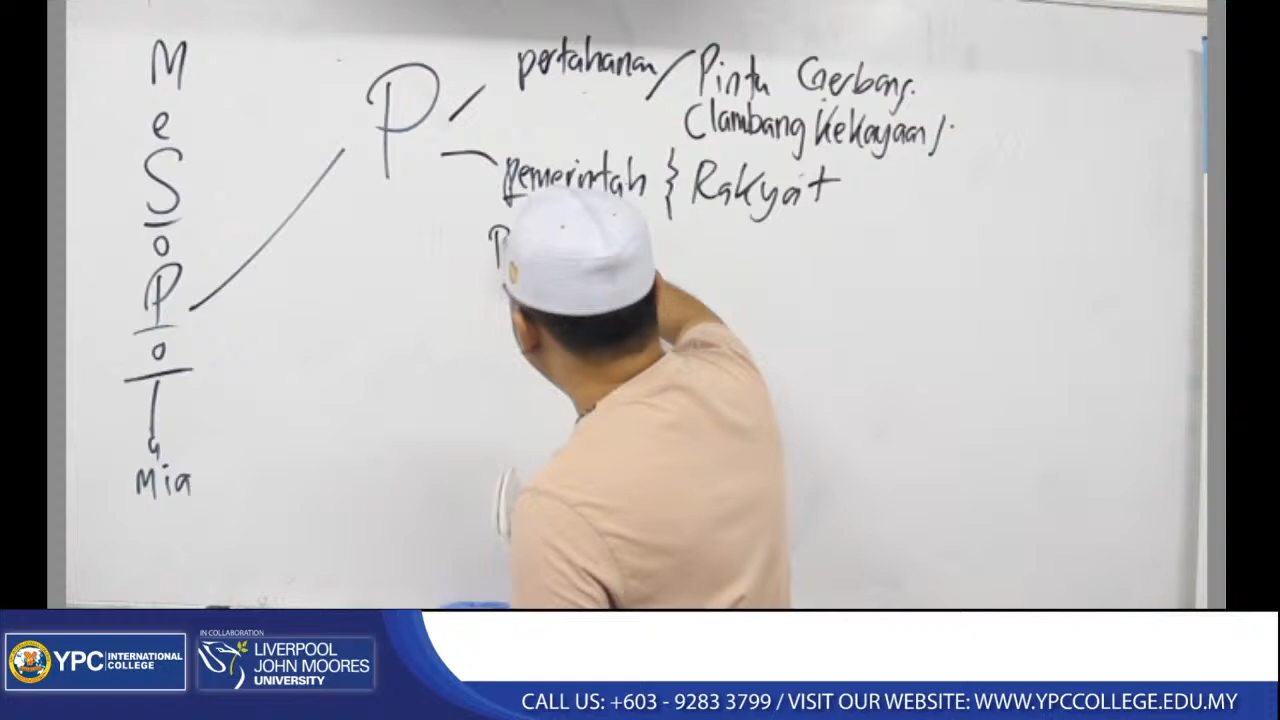 M
e
S
o
P
o
T
a
Mia
P
pertahanan / Pintu Gerbang.
(lambang Kekayaan).
pemerintah } Rakyat
P
YPC INTERNATIONAL COLLEGE
IN COLLABORATION
LIVERPOOL
JOHN MOORES
UNIVERSITY
CALL US: +603 - 9283 3799 / VISIT OUR WEBSITE: WWW.YPCCOLLEGE.EDU.MY